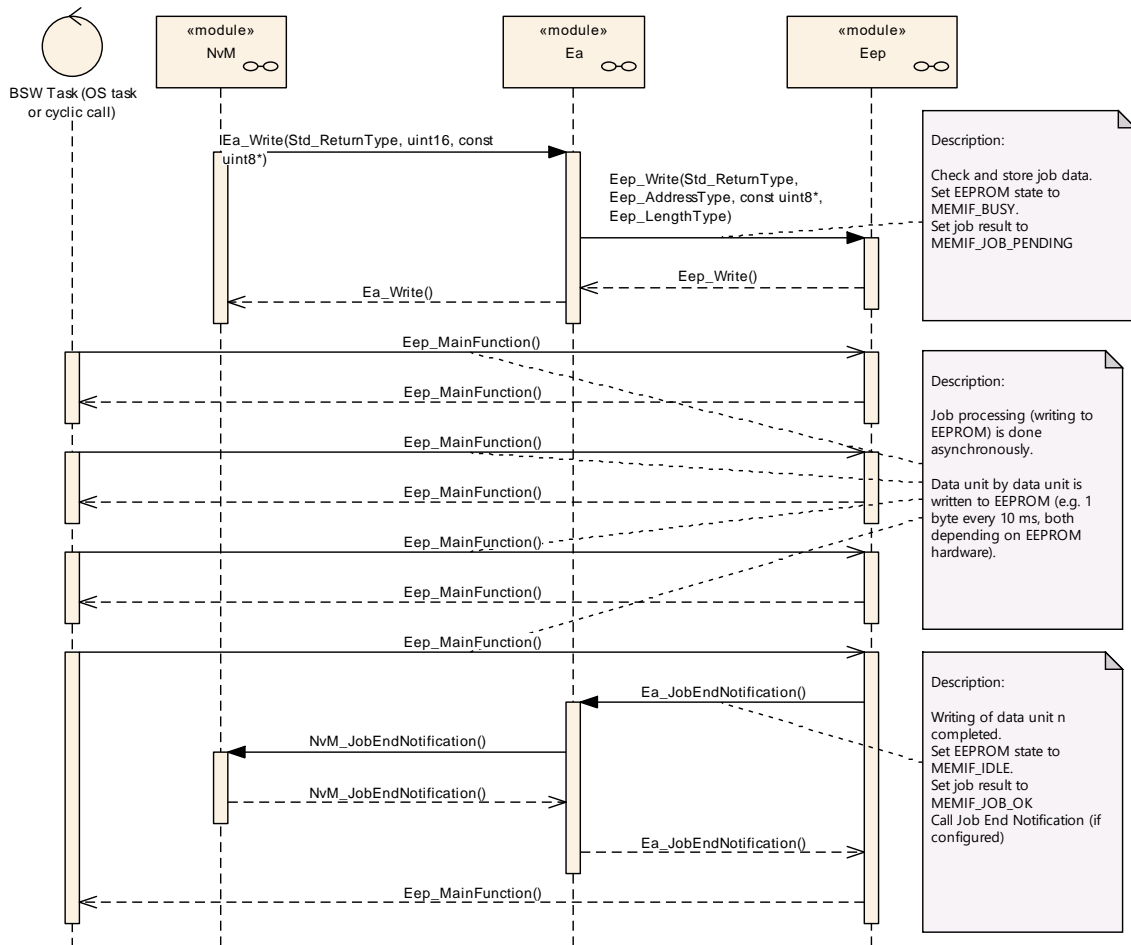 «module»
NvM
«module»
Ea
«module»
Eep
BSW Task (OS task
or cyclic call)
Ea_Write(Std_ReturnType, uint16, const
uint8*)
Eep_Write(Std_ReturnType,
Eep_AddressType, const uint8*,
Eep_LengthType)
Description:
Check and store job data.
Set EEPROM state to
MEMIF_BUSY.
Set job result to
MEMIF_JOB_PENDING
Eep_Write()
Ea_Write()
Eep_MainFunction()
Eep_MainFunction()
Eep_MainFunction()
Eep_MainFunction()
Eep_MainFunction()
Eep_MainFunction()
Description:
Job processing (writing to
EEPROM) is done
asynchronously.
Data unit by data unit is
written to EEPROM (e.g. 1
byte every 10 ms, both
depending on EEPROM
hardware).
Eep_MainFunction()
Ea_JobEndNotification()
NvM_JobEndNotification()
NvM_JobEndNotification()
Ea_JobEndNotification()
Eep_MainFunction()
Description:
Writing of data unit n
completed.
Set EEPROM state to
MEMIF_IDLE.
Set job result to
MEMIF_JOB_OK
Call Job End Notification (if
configured)